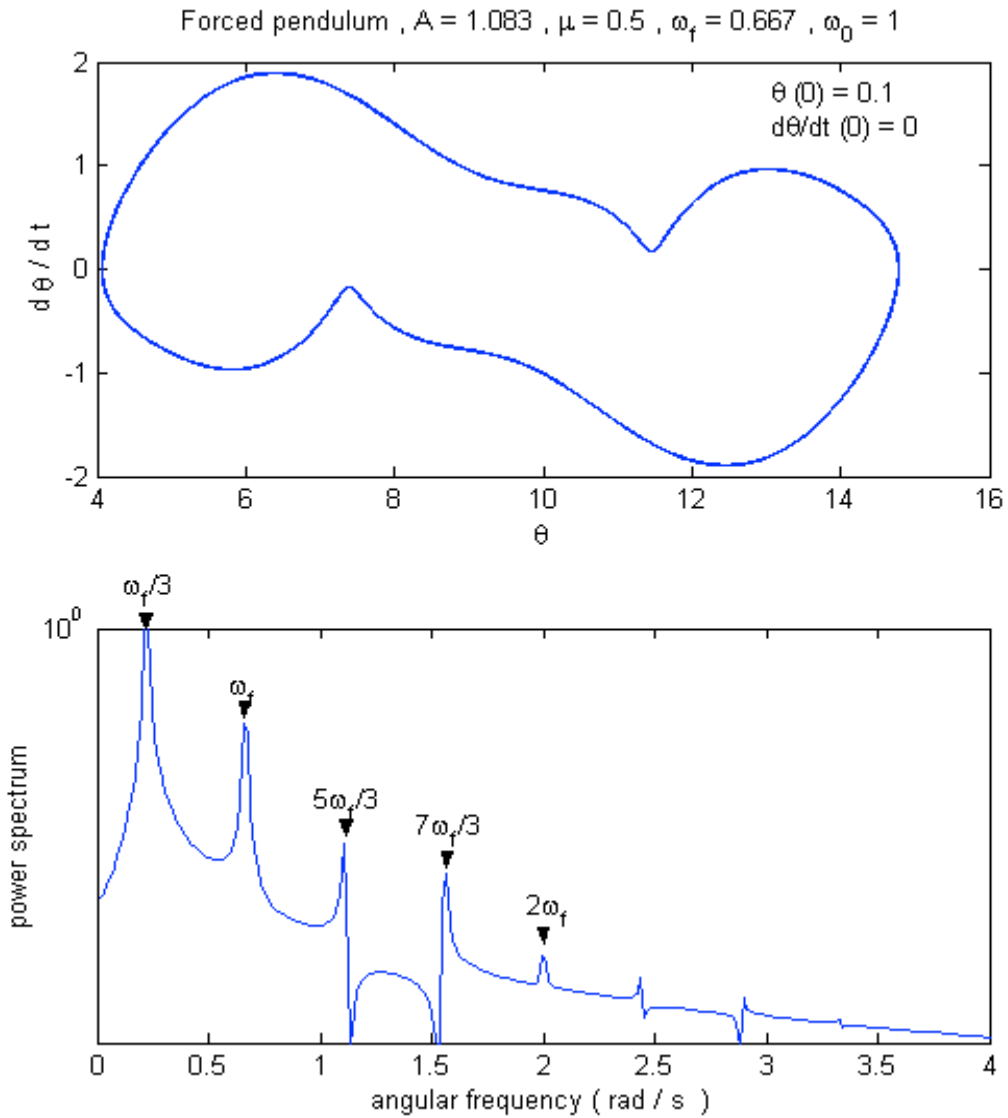 Forced pendulum , A = 1.083 , μ = 0.5 , ω_f = 0.667 , ω_0 = 1
2
1
0
-1
-2
dθ/dt
θ (0) = 0.1
dθ/dt (0) = 0
4 6 8 10 12 14 16
θ
ω_f/3
10^0
ω_f
5ω_f/3
7ω_f/3
2ω_f
power spectrum
0 0.5 1 1.5 2 2.5 3 3.5 4
angular frequency ( rad / s )